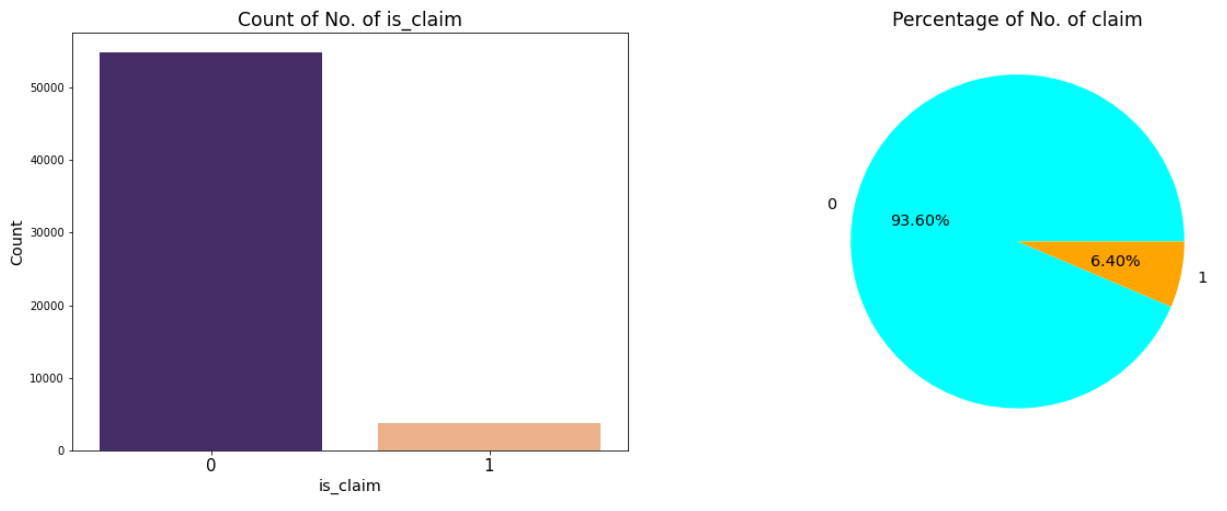 Count of No. of is_claim
Count
50000
40000
30000
20000
10000
0
0 1
is_claim
Percentage of No. of claim
0
93.60%
6.40%
1